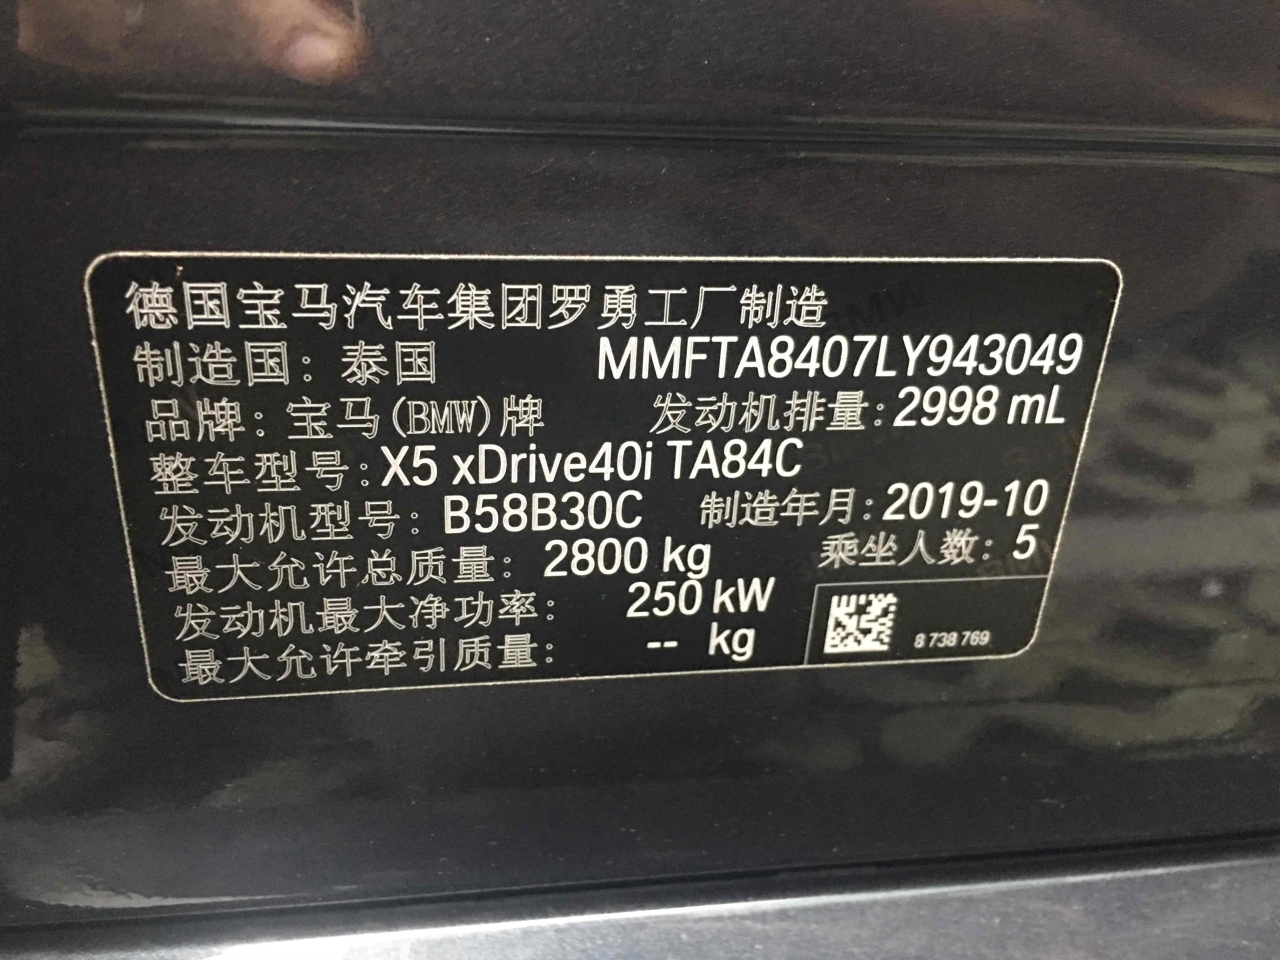 德国宝马汽车集团罗勇工厂制造
制造国：泰国 MMFTA8407LY943049
品牌：宝马(BMW)牌 发动机排量：2998 mL
整车型号：X5 xDrive40i TA84C
发动机型号：B58B30C 制造年月：2019-10
最大允许总质量：2800 kg 乘坐人数：5
发动机最大净功率：250 kW
最大允许牵引质量：-- kg
8 738 769